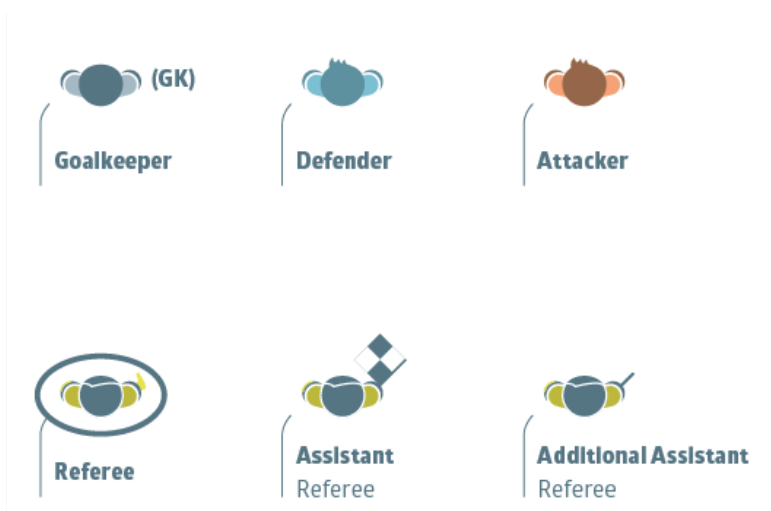 (GK)
Goalkeeper
Defender
Attacker
Referee
Assistant
Referee
Additional Assistant
Referee